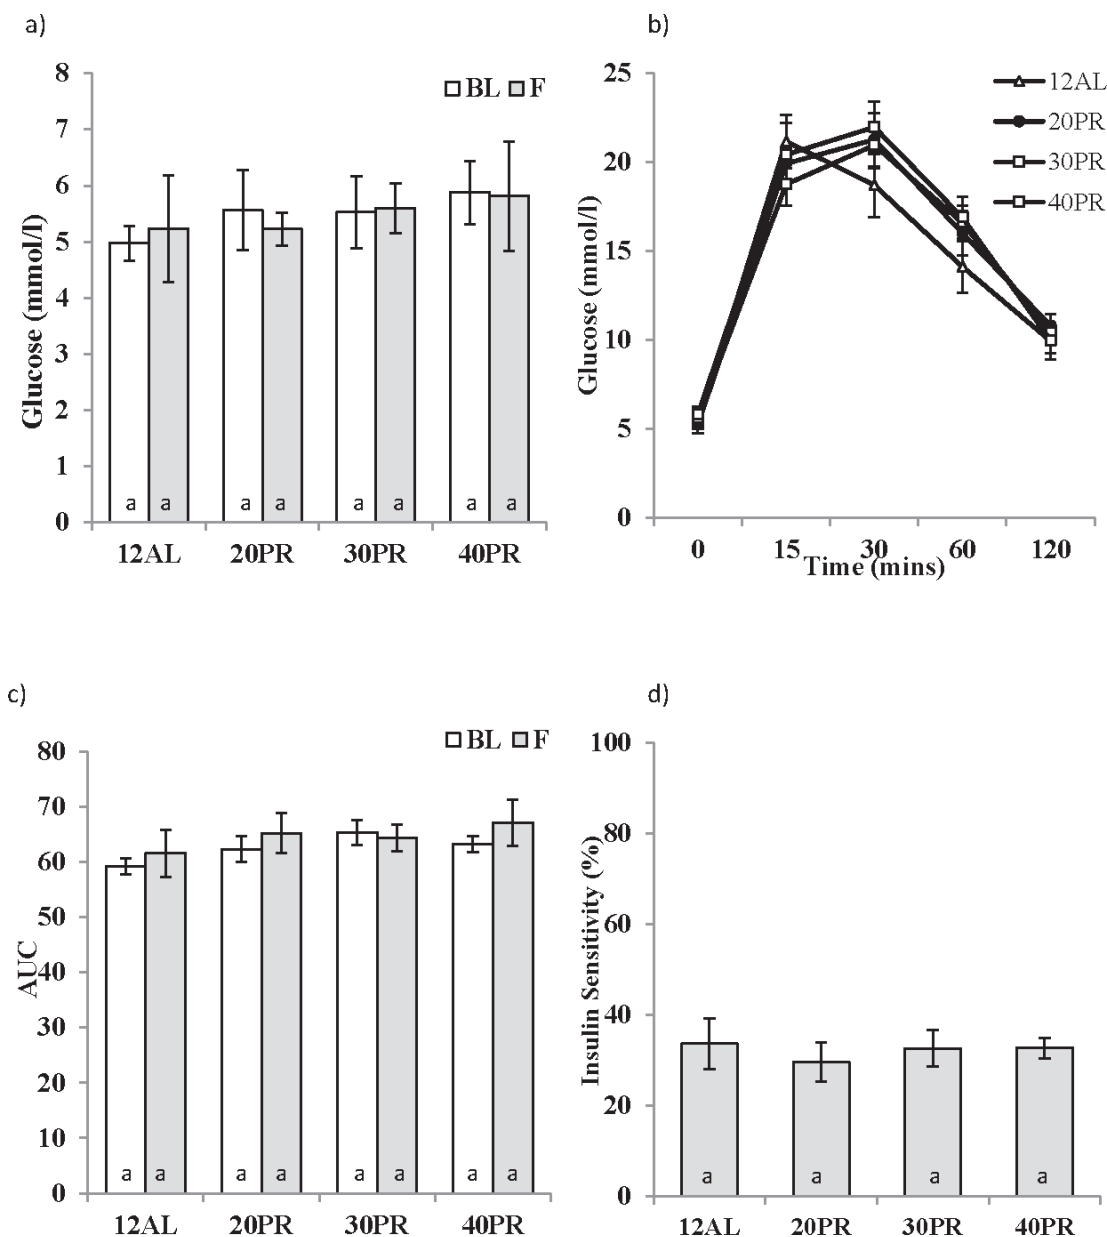 a)
8
7
6
5
4
3
2
1
0
Glucose (mmol/l)
BL F
a a a a a a a a
12AL 20PR 30PR 40PR
b)
25
20
15
10
5
0
Glucose (mmol/l)
12AL
20PR
30PR
40PR
0 15 30 60 120
Time (mins)
c)
80
70
60
50
40
30
20
10
0
AUC
BL F
a a a a a a a a
12AL 20PR 30PR 40PR
d)
100
80
60
40
20
0
Insulin Sensitivity (%)
a a a a
12AL 20PR 30PR 40PR